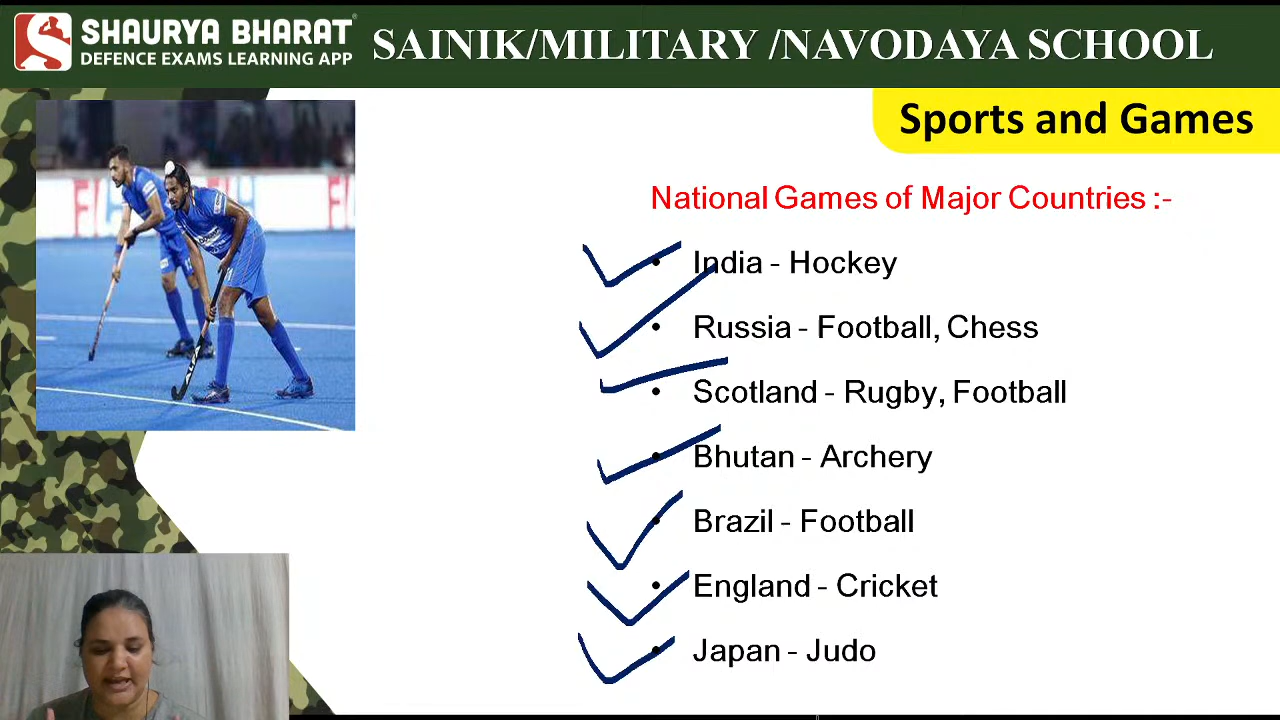 SHAURYA BHARAT
DEFENCE EXAMS LEARNING APP
SAINIK/MILITARY /NAVODAYA SCHOOL
Sports and Games
National Games of Major Countries :-
• India - Hockey
• Russia - Football, Chess
• Scotland - Rugby, Football
• Bhutan - Archery
• Brazil - Football
• England - Cricket
• Japan - Judo